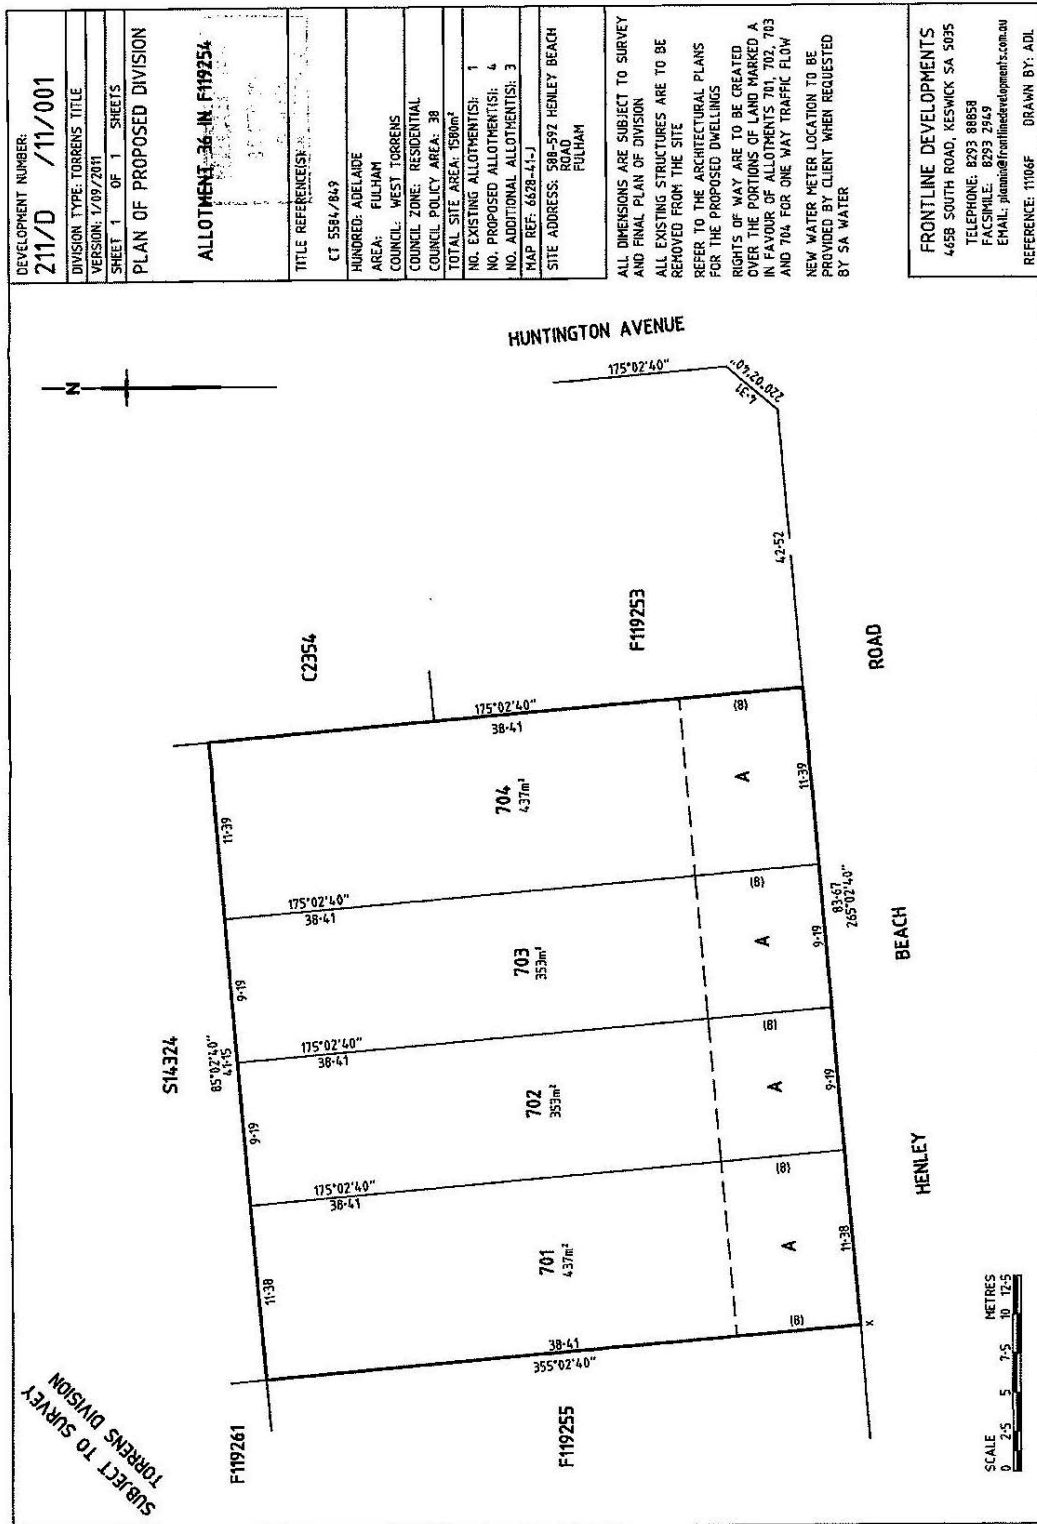 DEVELOPMENT NUMBER:
211/D /11/001
DIVISION TYPE: TORRENS TITLE
VERSION: 1/09/2011
SHEET 1 OF 1 SHEETS
PLAN OF PROPOSED DIVISION
ALLOTMENT 36 IN F119254
TITLE REFERENCE(S):
CT 5584/849
HUNDRED: ADELAIDE
AREA: FULHAM
COUNCIL: WEST TORRENS
COUNCIL ZONE: RESIDENTIAL
COUNCIL POLICY AREA: 38
TOTAL SITE AREA: 1580m²
NO. EXISTING ALLOTMENT(S): 1
NO. PROPOSED ALLOTMENT(S): 4
NO. ADDITIONAL ALLOTMENT(S): 3
MAP REF: 6628-41-J
SITE ADDRESS: 588-592 HENLEY BEACH
ROAD
FULHAM
ALL DIMENSIONS ARE SUBJECT TO SURVEY
AND FINAL PLAN OF DIVISION
ALL EXISTING STRUCTURES ARE TO BE
REMOVED FROM THE SITE
REFER TO THE ARCHITECTURAL PLANS
FOR THE PROPOSED DWELLINGS
RIGHTS OF WAY ARE TO BE CREATED
OVER THE PORTIONS OF LAND MARKED A
IN FAVOUR OF ALLOTMENTS 701, 702, 703
AND 704 FOR ONE WAY TRAFFIC FLOW
NEW WATER METER LOCATION TO BE
PROVIDED BY CLIENT WHEN REQUESTED
BY SA WATER
FRONTLINE DEVELOPMENTS
465B SOUTH ROAD, KESWICK SA 5035
TELEPHONE: 8293 88858
FACSIMILE: 8293 2949
EMAIL: plannin@frontlinedevelopments.com.au
REFERENCE: 11106F DRAWN BY: ADL
N
HUNTINGTON AVENUE
175°02'40"
220°02'40"
4·31
42·52
C2354
F119253
ROAD
175°02'40"
38·41
(8)
11·39
704
437m²
A
11·39
175°02'40"
38·41
(8)
83·67
265°02'40"
9·19
703
353m²
A
9·19
BEACH
S14324
85°02'40"
41·15
175°02'40"
38·41
(8)
9·19
702
353m²
A
9·19
175°02'40"
38·41
(8)
HENLEY
11·38
701
437m²
A
11·38
38·41
355°02'40"
(8)
x
F119261
F119255
SUBJECT TO SURVEY
TORRENS DIVISION
SCALE METRES
0 2·5 5 7·5 10 12·5